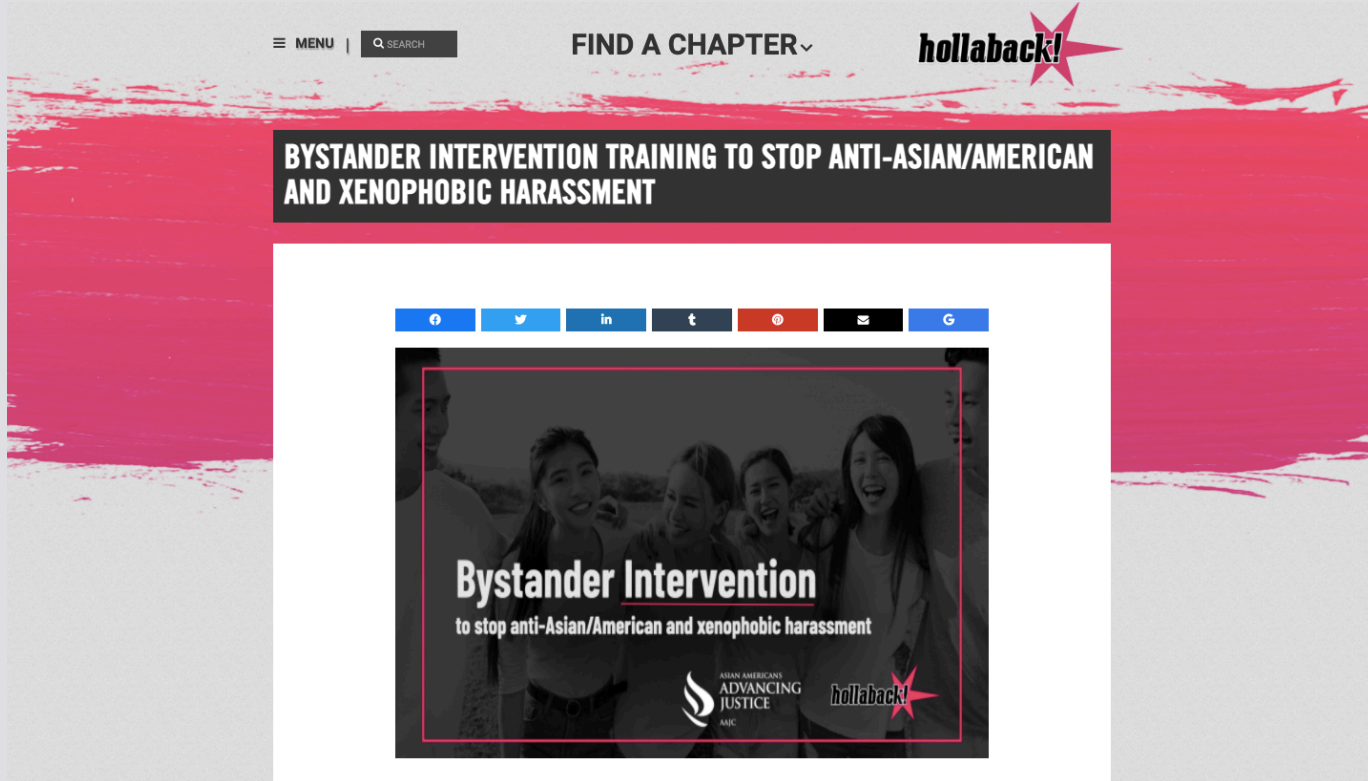 MENU | SEARCH
FIND A CHAPTER
hollaback!
BYSTANDER INTERVENTION TRAINING TO STOP ANTI-ASIAN/AMERICAN
AND XENOPHOBIC HARASSMENT
Bystander Intervention
to stop anti-Asian/American and xenophobic harassment
ASIAN AMERICANS
ADVANCING
JUSTICE
AAJC
hollaback!